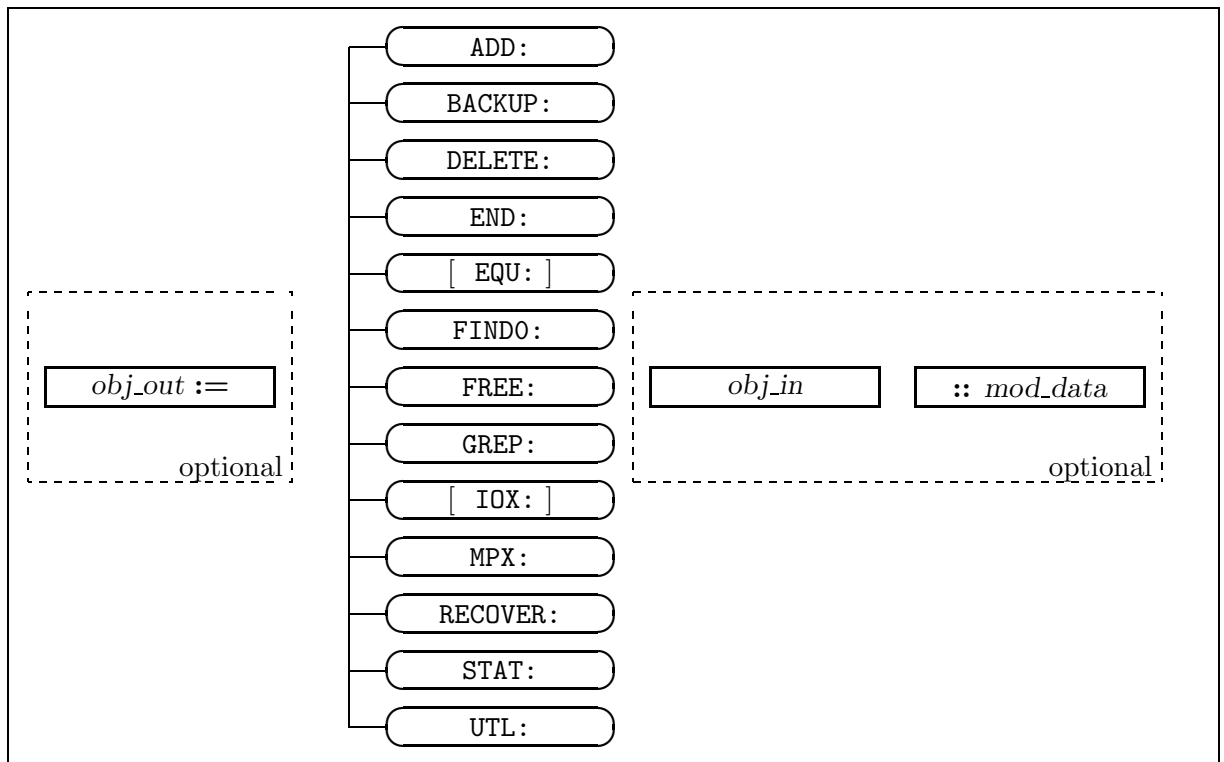 ADD:
BACKUP:
DELETE:
END:
[ EQU: ]
FIND0:
obj_out :=
FREE:
obj_in
:: mod_data
GREP:
optional
optional
[ IOX: ]
MPX:
RECOVER:
STAT:
UTL: